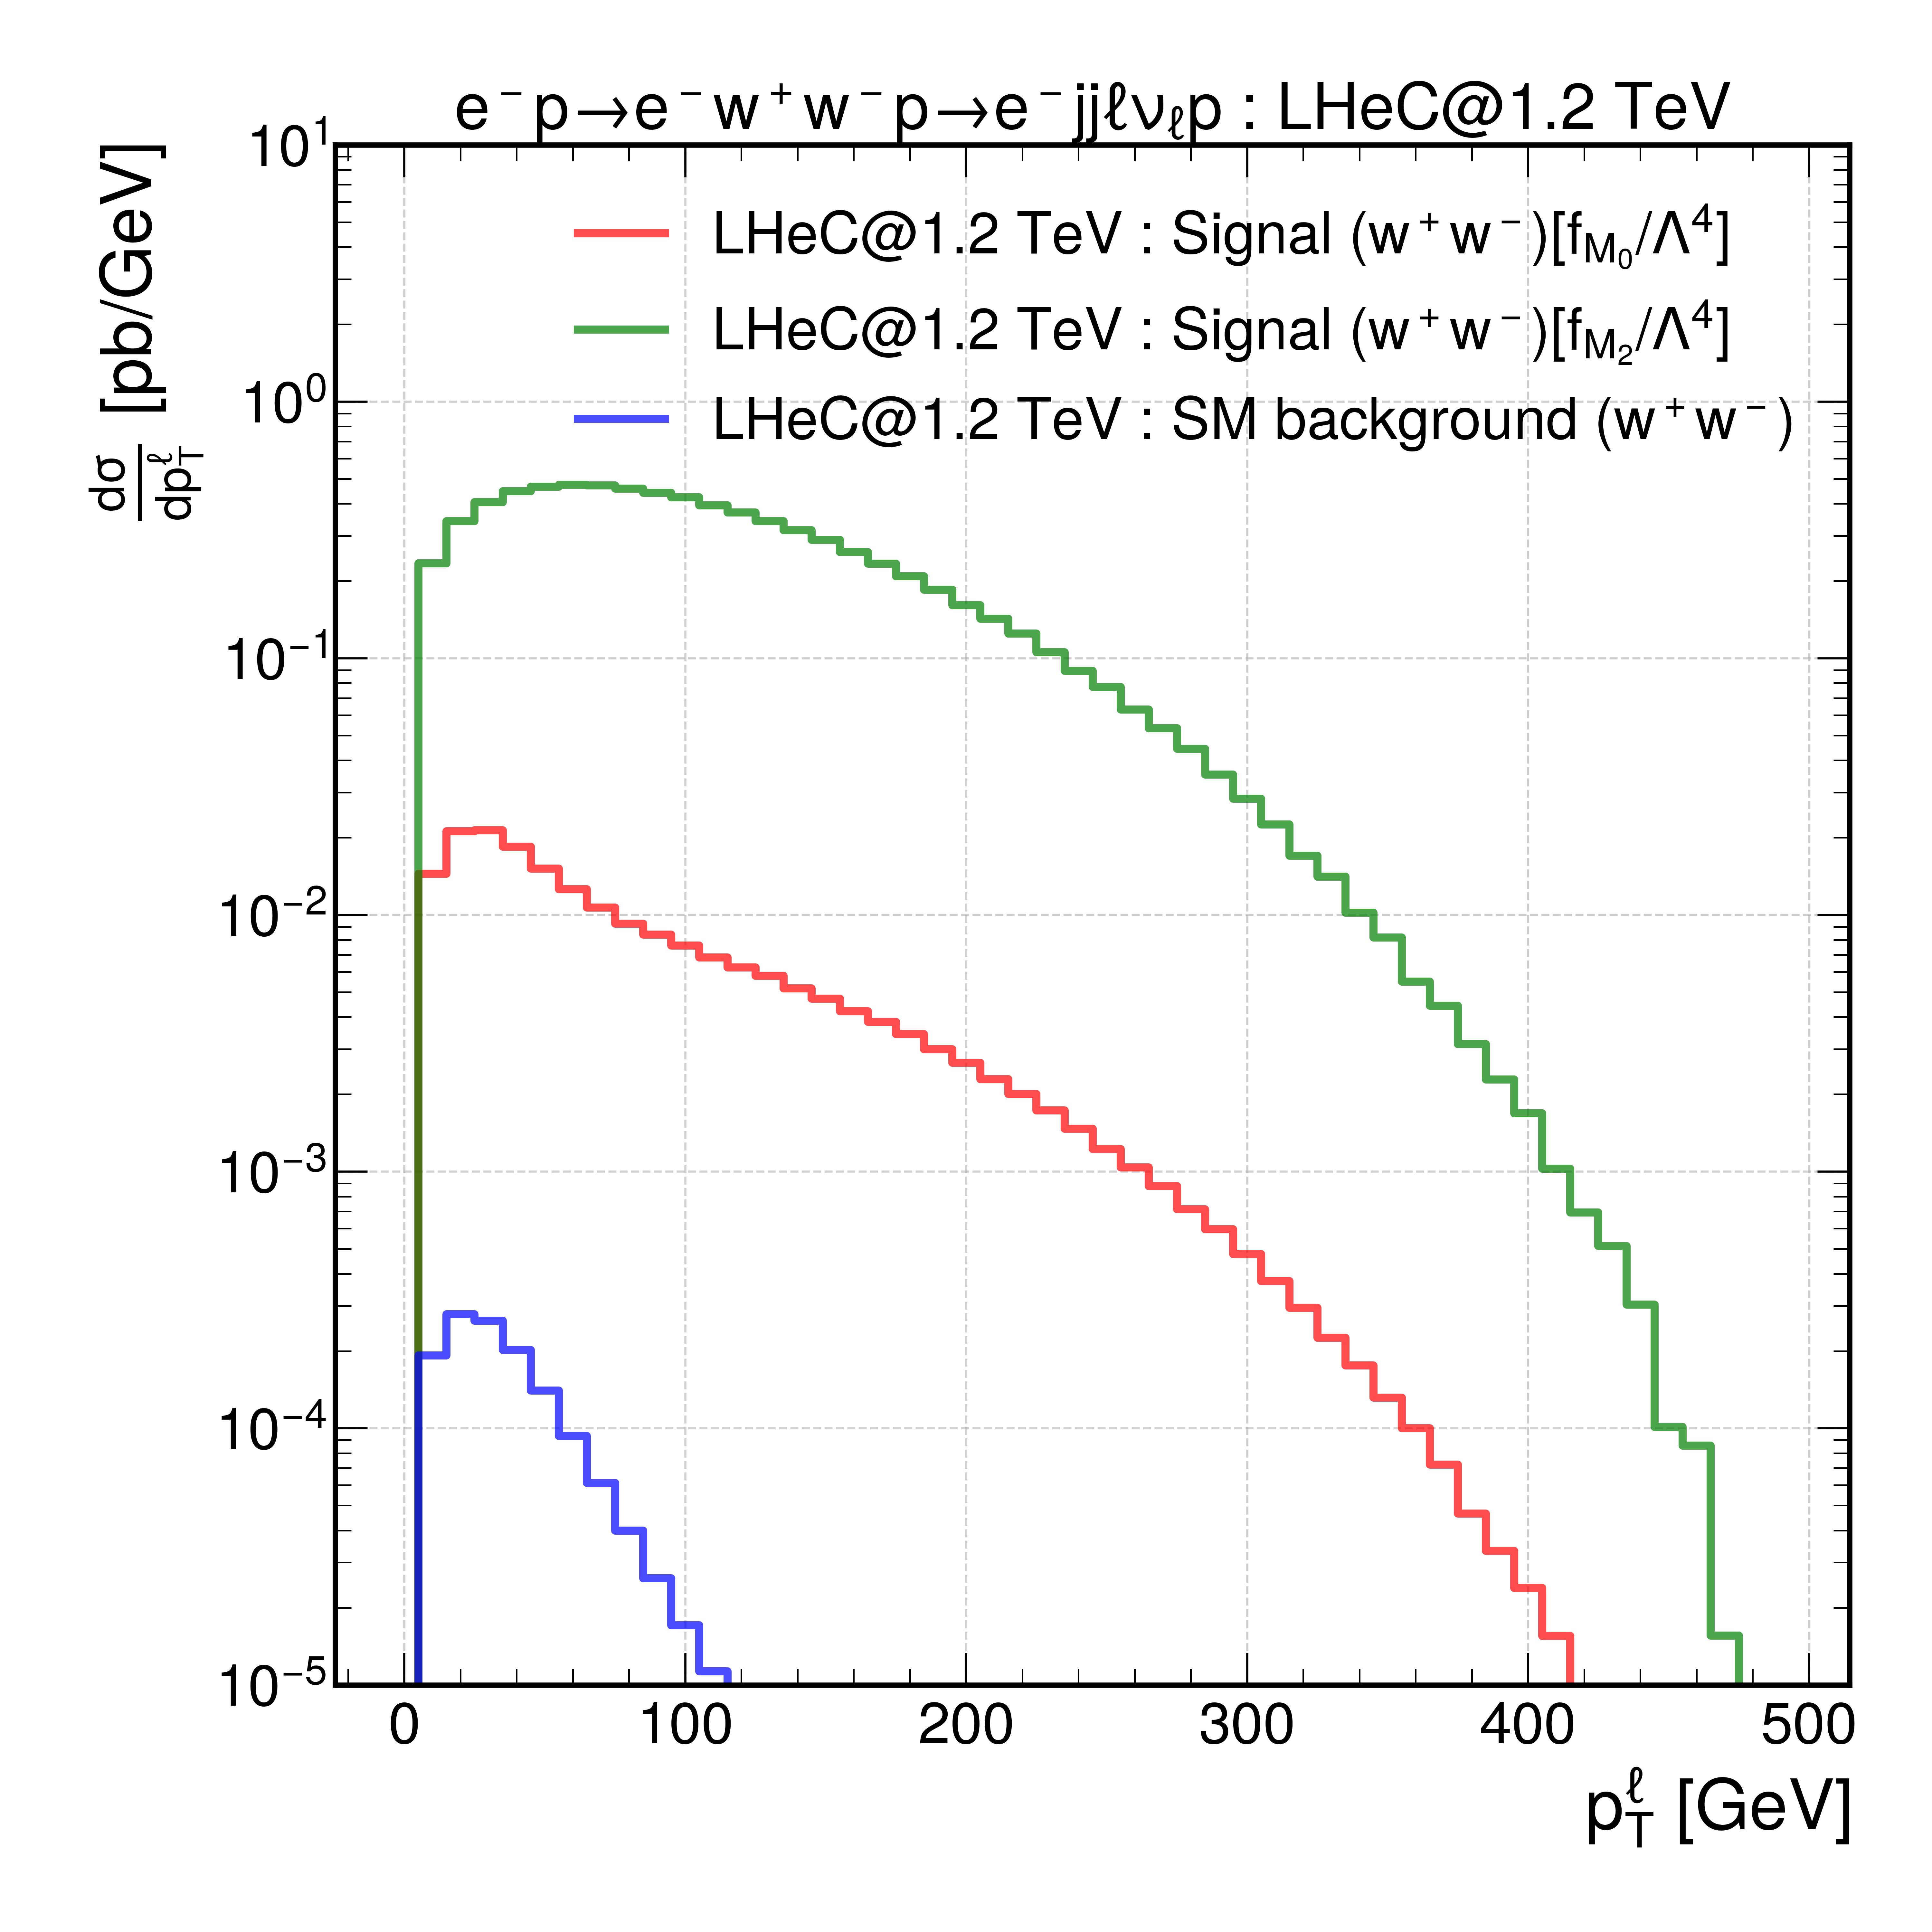 e⁻p→e⁻w⁺w⁻p→e⁻jjℓνℓp : LHeC@1.2 TeV
dσ/dpTℓ [pb/GeV]
LHeC@1.2 TeV : Signal (w⁺w⁻)[fM₀/Λ⁴]
LHeC@1.2 TeV : Signal (w⁺w⁻)[fM₂/Λ⁴]
LHeC@1.2 TeV : SM background (w⁺w⁻)
10¹
10⁰
10⁻¹
10⁻²
10⁻³
10⁻⁴
10⁻⁵
0 100 200 300 400 500
pTℓ [GeV]